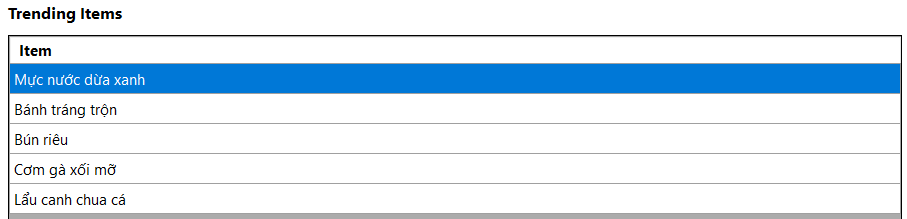 Trending Items
Item
Mực nước dừa xanh
Bánh tráng trộn
Bún riêu
Cơm gà xối mỡ
Lẩu canh chua cá